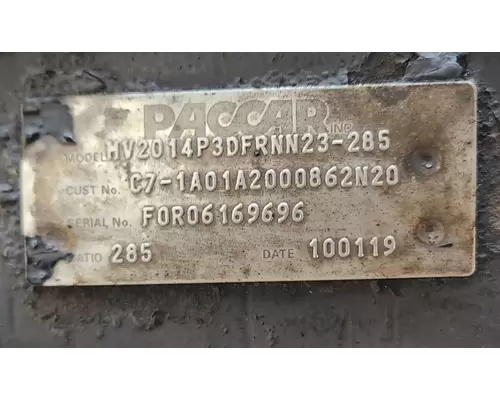 PACCAR INC
MODEL MV2014P3DFRNN23-285
CUST NO. C7-1A01A2000862N20
SERIAL NO. F0R06169696
RATIO 285 DATE 100119